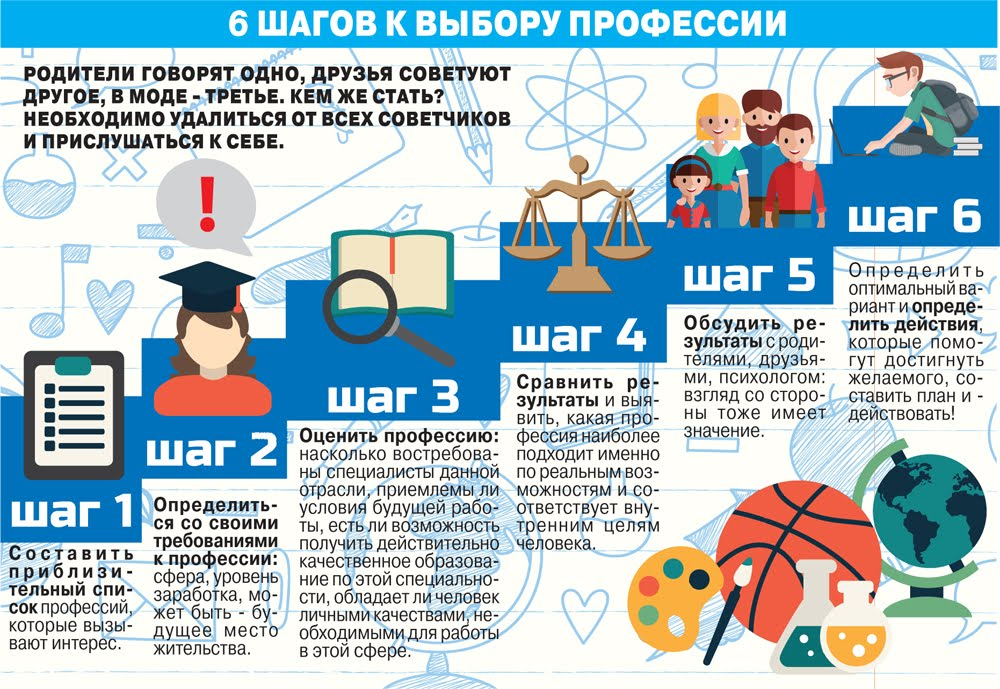 6 ШАГОВ К ВЫБОРУ ПРОФЕССИИ
РОДИТЕЛИ ГОВОРЯТ ОДНО, ДРУЗЬЯ СОВЕТУЮТ
ДРУГОЕ, В МОДЕ - ТРЕТЬЕ. КЕМ ЖЕ СТАТЬ?
НЕОБХОДИМО УДАЛИТЬСЯ ОТ ВСЕХ СОВЕТЧИКОВ
И ПРИСЛУШАТЬСЯ К СЕБЕ.
!
шаг 1
Составить
приблизи-
тельный спи-
сок профессий,
которые вызы-
вают интерес.
шаг 2
Определить-
ся со своими
требованиями
к профессии:
сфера, уровень
заработка, мо-
жет быть - бу-
дущее место
жительства.
шаг 3
Оценить профессию:
насколько востребова-
ны специалисты данной
отрасли, приемлемы ли
условия будущей рабо-
ты, есть ли возможность
получить действительно
качественное образова-
ние по этой специально-
сти, обладает ли человек
личными качествами, не-
обходимыми для работы
в этой сфере.
шаг 4
Сравнить ре-
зультаты и выя-
вить, какая про-
фессия наиболее
подходит именно
по реальным воз-
можностям и со-
ответствует вну-
тренним целям
человека.
шаг 5
Обсудить ре-
зультаты с роди-
телями, друзья-
ми, психологом:
взгляд со сторо-
ны тоже имеет
значение.
шаг 6
Определить
оптимальный ва-
риант и опреде-
лить действия,
которые помо-
гут достигнуть
желаемого, со-
ставить план и -
действовать!